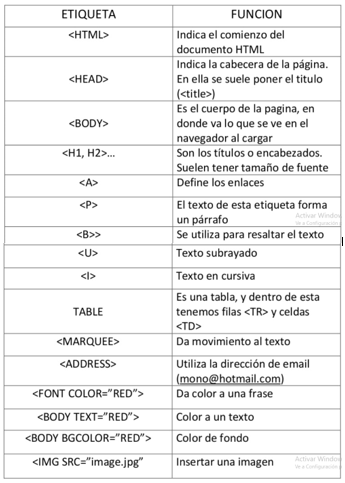 ETIQUETA FUNCION
<HTML> Indica el comienzo del
documento HTML
<HEAD> Indica la cabecera de la página.
En ella se suele poner el titulo
(<title>)
<BODY> Es el cuerpo de la pagina, en
donde va lo que se ve en el
navegador al cargar
<H1, H2>... Son los títulos o encabezados.
Suelen tener tamaño de fuente
<A> Define los enlaces
<P> El texto de esta etiqueta forma
un párrafo
Activar Window
Ve a Configuración
<B>> Se utiliza para resaltar el texto
<U> Texto subrayado
<I> Texto en cursiva
TABLE Es una tabla, y dentro de esta
tenemos filas <TR> y celdas
<TD>
<MARQUEE> Da movimiento al texto
<ADDRESS> Utiliza la dirección de email
(mono@hotmail.com)
<FONT COLOR="RED"> Da color a una frase
<BODY TEXT="RED"> Color a un texto
<BODY BGCOLOR="RED"> Color de fondo
<IMG SRC="image.jpg" Insertar una imagen
Activar Window
Ve a Configuración